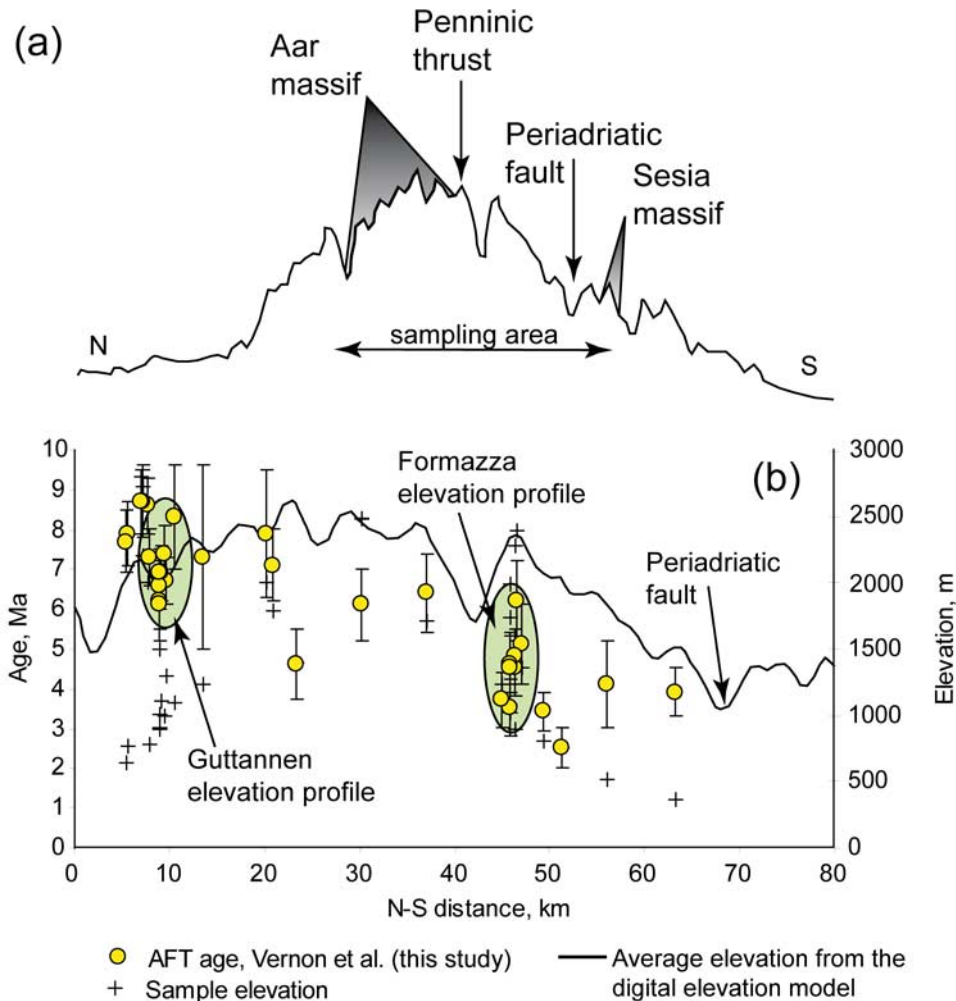 (a)
Aar
massif
Penninic
thrust
Periadriatic
fault
Sesia
massif
N
sampling area
S
(b)
10
9
8
7
6
5
4
3
2
1
0
Age, Ma
Formazza
elevation profile
Periadriatic
fault
Guttannen
elevation profile
3000
2500
2000
1500
1000
500
0
Elevation, m
0 10 20 30 40 50 60 70 80
N-S distance, km
AFT age, Vernon et al. (this study)
Sample elevation
Average elevation from the
digital elevation model